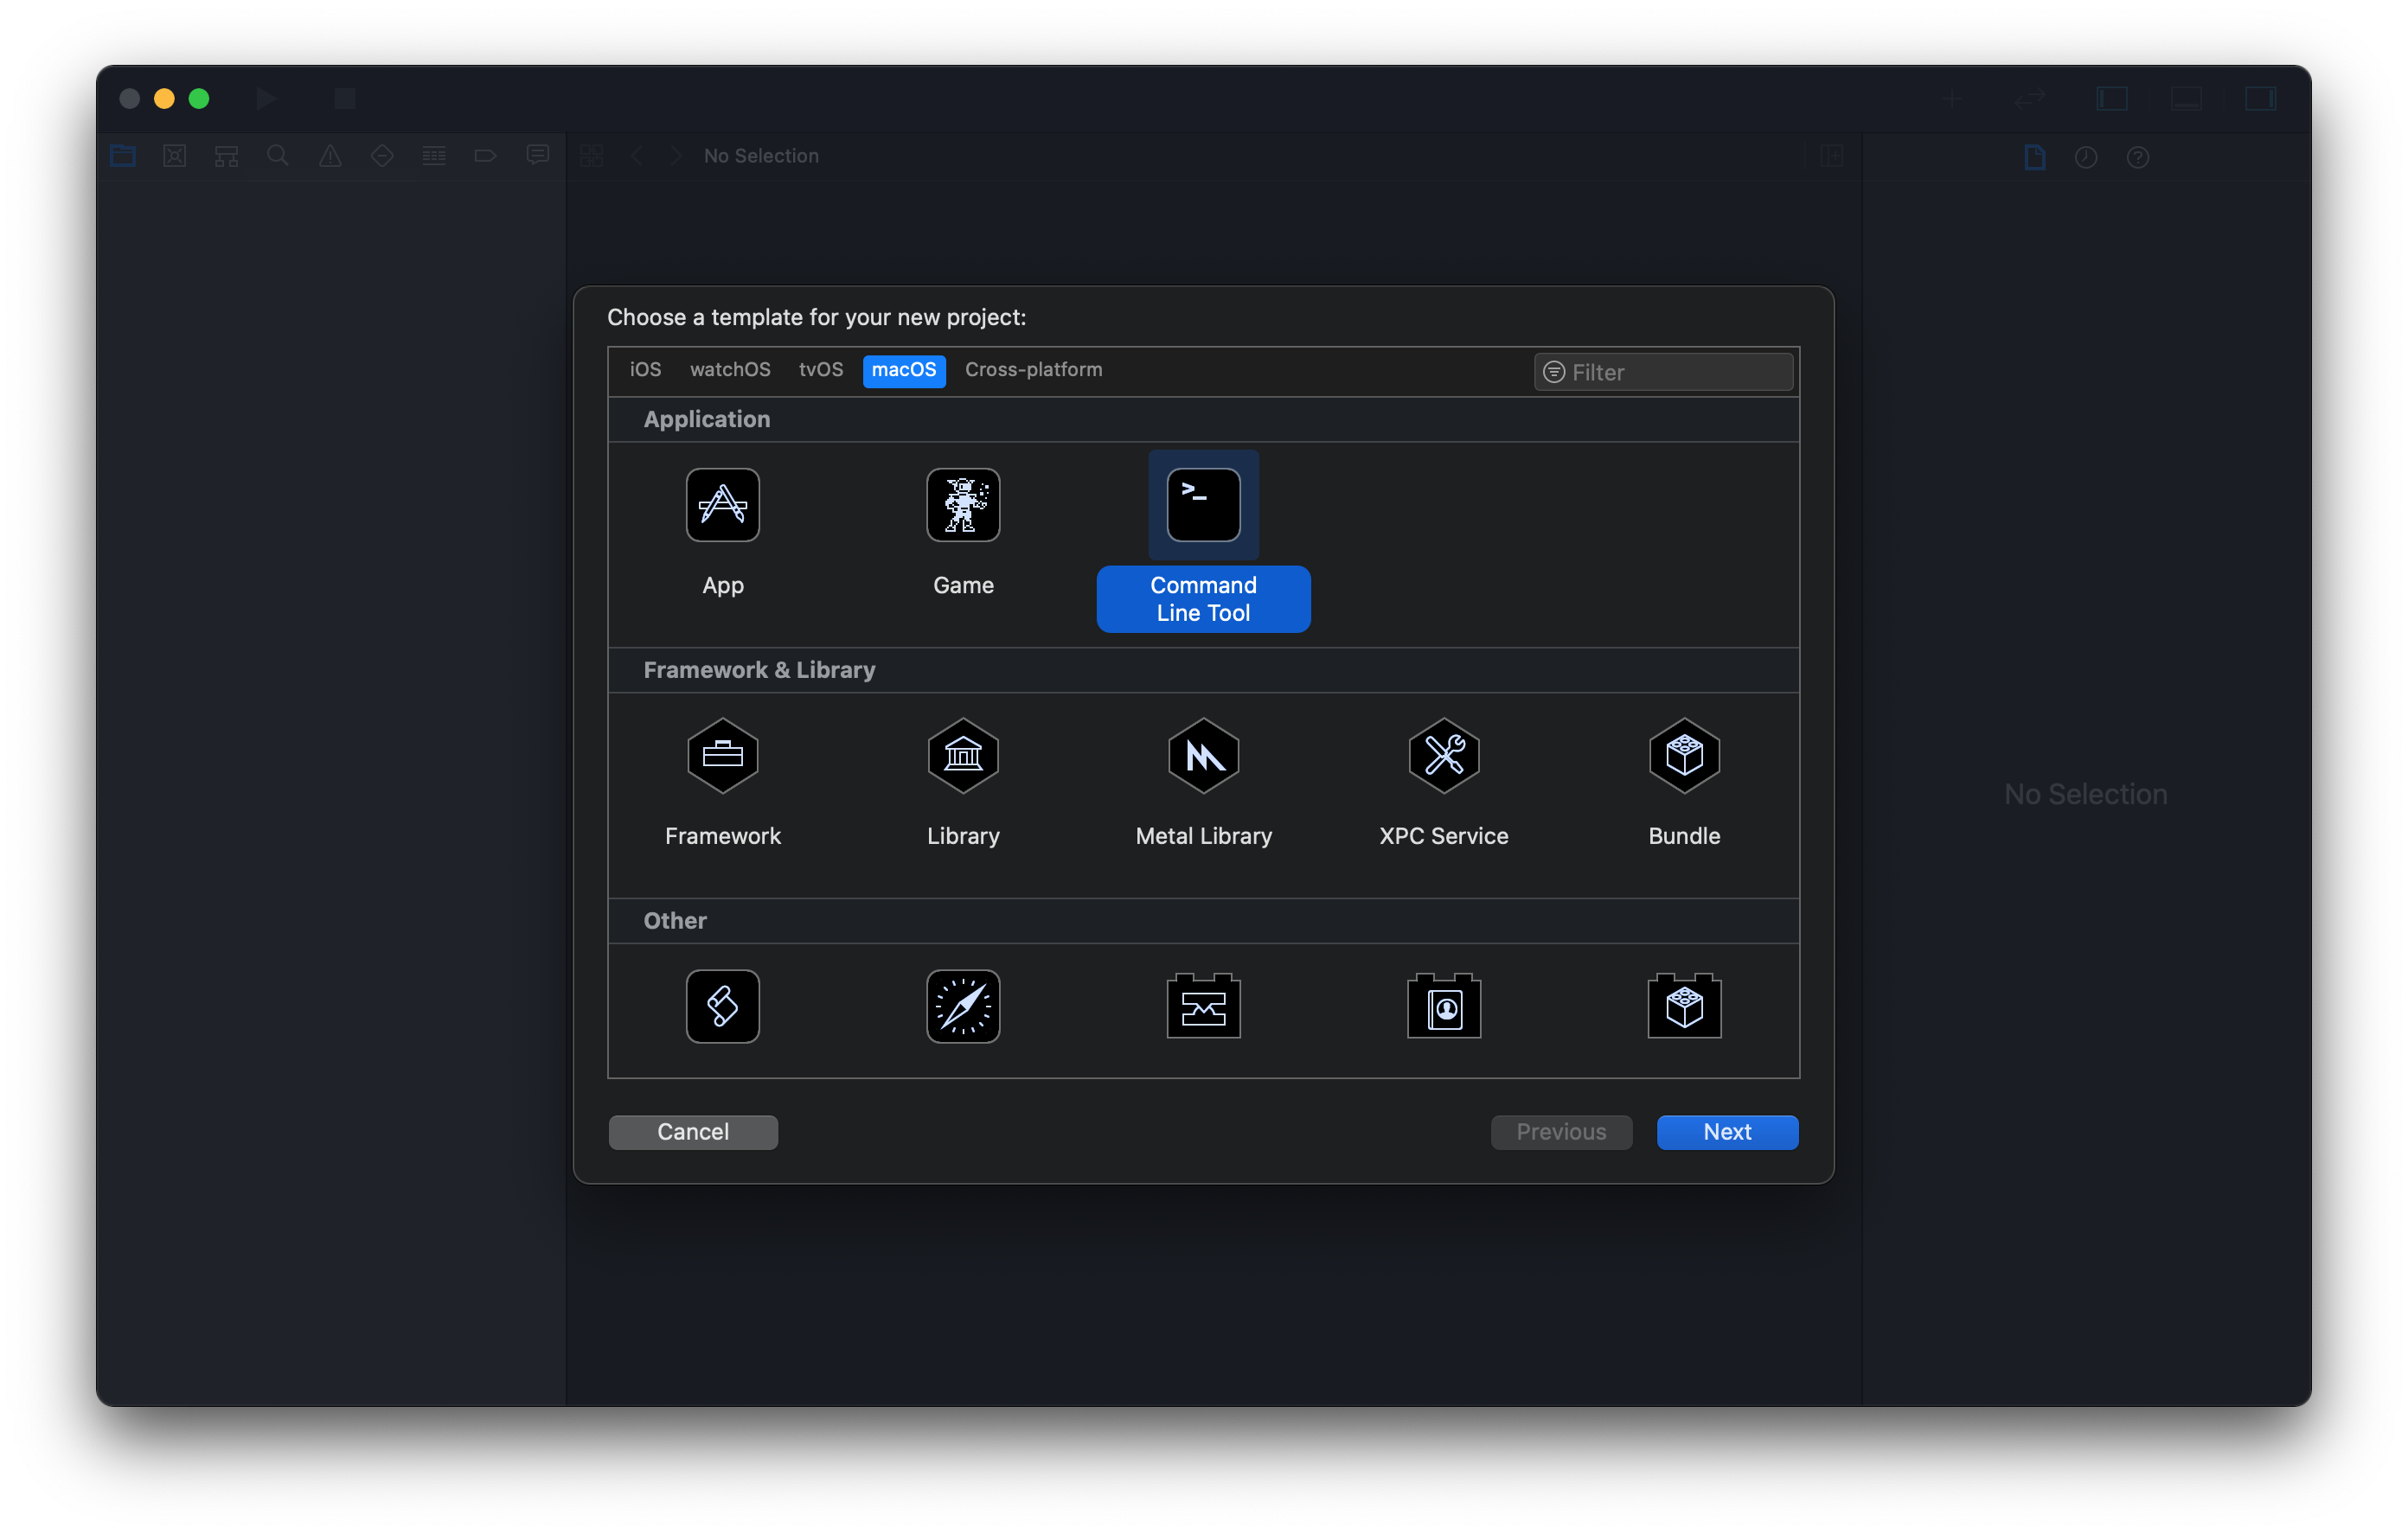 No Selection
Choose a template for your new project:
iOS watchOS tvOS macOS Cross-platform Filter
Application
App Game Command
Line Tool
Framework & Library
Framework Library Metal Library XPC Service Bundle
No Selection
Other
Cancel Previous Next